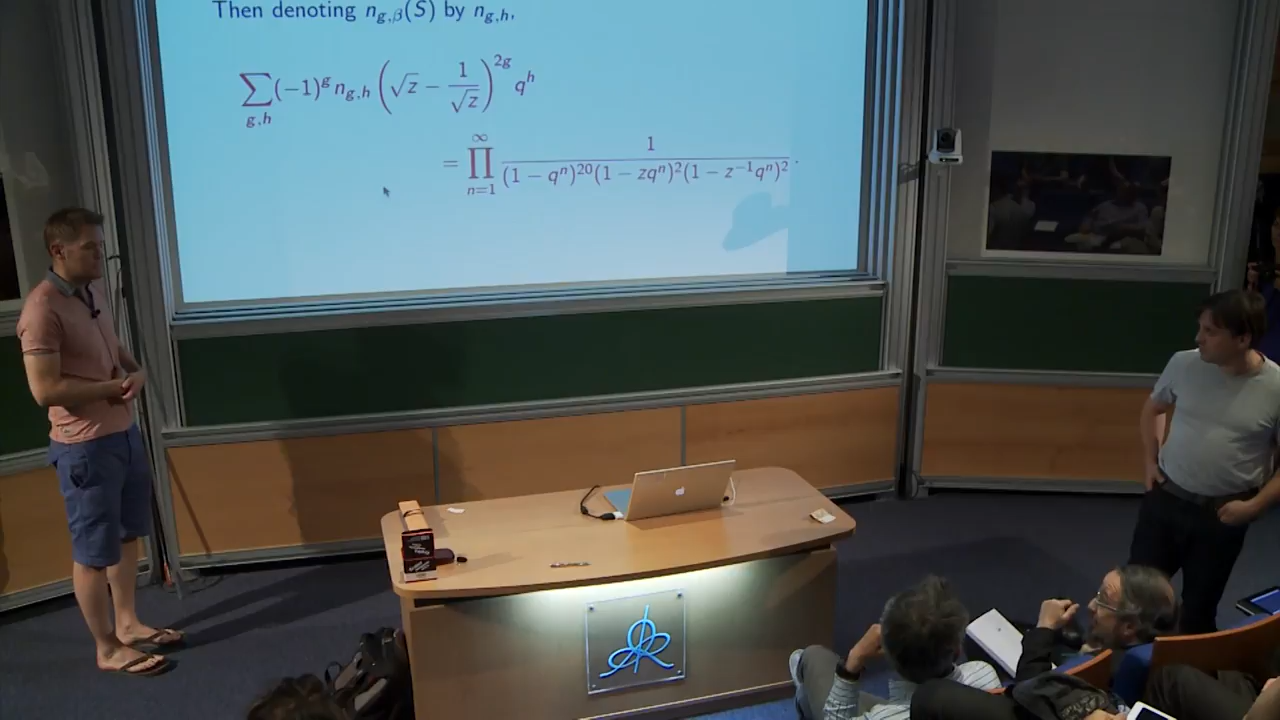 Then denoting n_{g,β}(S) by n_{g,h},
∑_{g,h} (−1)^g n_{g,h} (√z − 1/√z)^{2g} q^h
= ∏_{n=1}^{∞} 1/((1 − q^n)^{20}(1 − zq^n)^2(1 − z^{−1}q^n)^2).